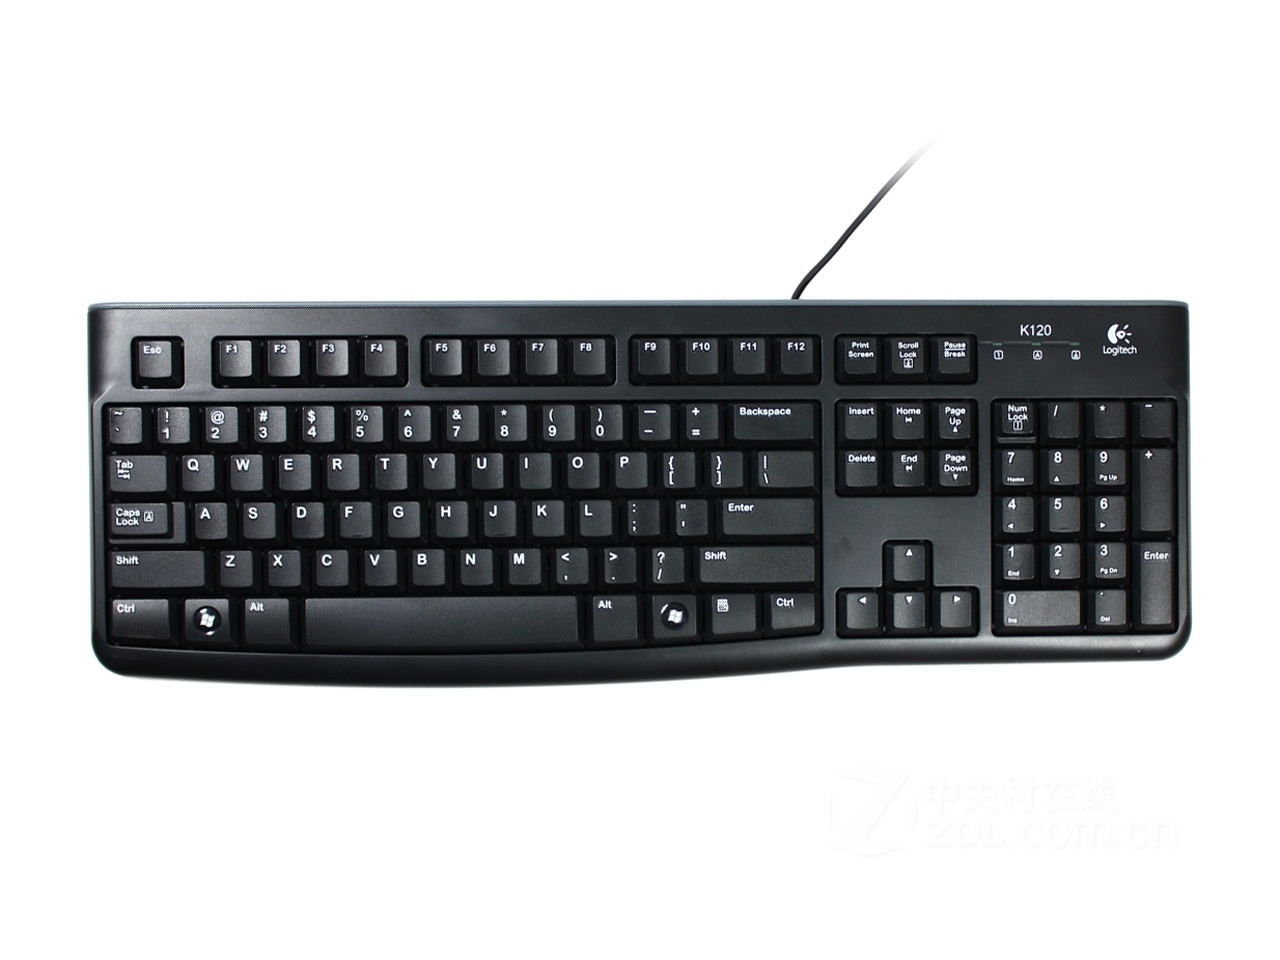 K120
Logitech
1 A
Esc F1 F2 F3 F4 F5 F6 F7 F8 F9 F10 F11 F12 Print Screen Scroll Lock Pause Break
~ ` ! 1 @ 2 # 3 $ 4 % 5 ^ 6 & 7 * 8 ( 9 ) 0 — – + = Backspace Insert Home Page Up Num Lock 1 / * –
Tab Q W E R T Y U I O P { [ } ] | \ Delete End Page Down 7 Home 8 9 Pg Up +
Caps Lock A A S D F G H J K L : ; " ' Enter 4 5 6
Shift Z X C V B N M < , > . ? / Shift 1 End 2 3 Pg Dn Enter
Ctrl Alt Alt Ctrl 0 Ins . Del
中关村在线
ZOL.com.cn